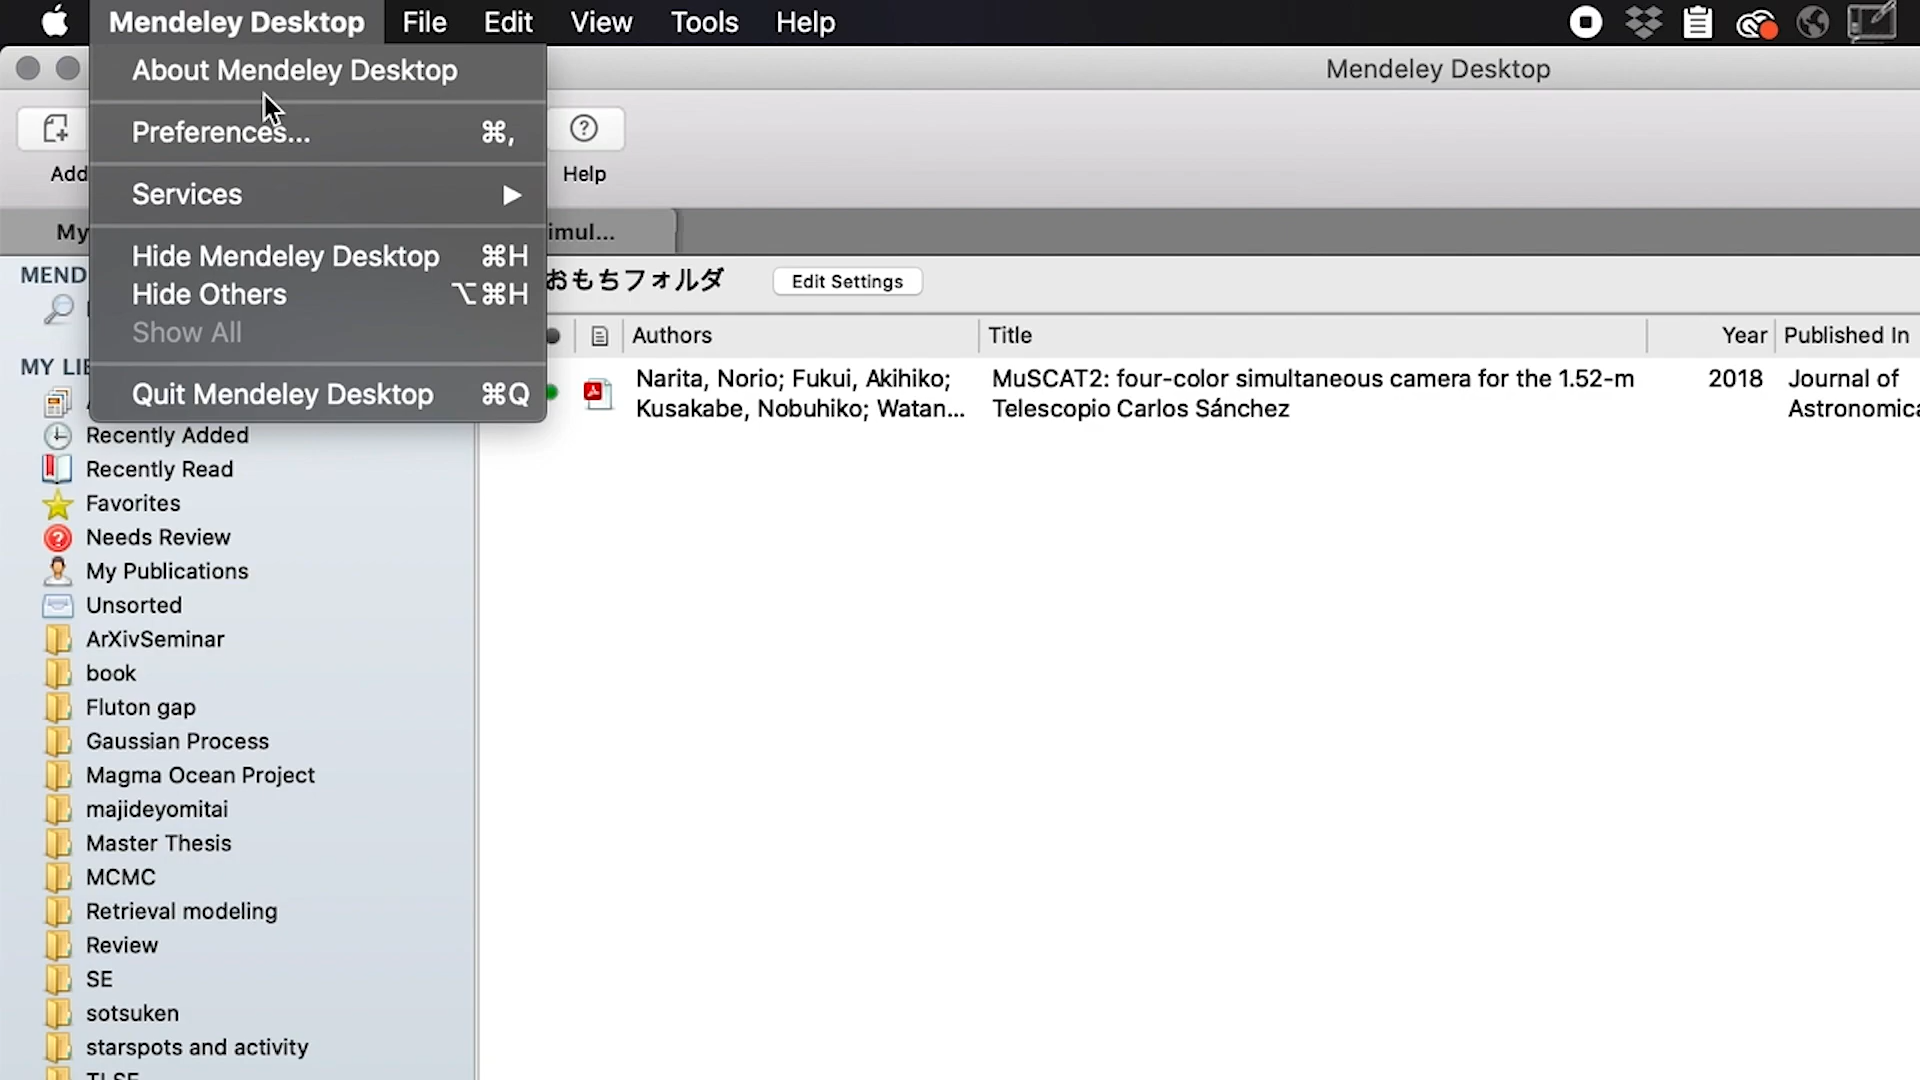 Mendeley Desktop File Edit View Tools Help
About Mendeley Desktop
Mendeley Desktop
Preferences... ⌘,
Services ▶
Add
Help
My
imul...
Hide Mendeley Desktop ⌘H
MEND
おもちフォルダ Edit Settings
Hide Others ⌥⌘H
Show All
Authors Title Year Published In
MY LIE
Quit Mendeley Desktop ⌘Q
Narita, Norio; Fukui, Akihiko;
Kusakabe, Nobuhiko; Watan...
MuSCAT2: four-color simultaneous camera for the 1.52-m
Telescopio Carlos Sánchez
2018
Journal of
Astronomica
Recently Added
Recently Read
Favorites
Needs Review
My Publications
Unsorted
ArXivSeminar
book
Fluton gap
Gaussian Process
Magma Ocean Project
majideyomitai
Master Thesis
MCMC
Retrieval modeling
Review
SE
sotsuken
starspots and activity